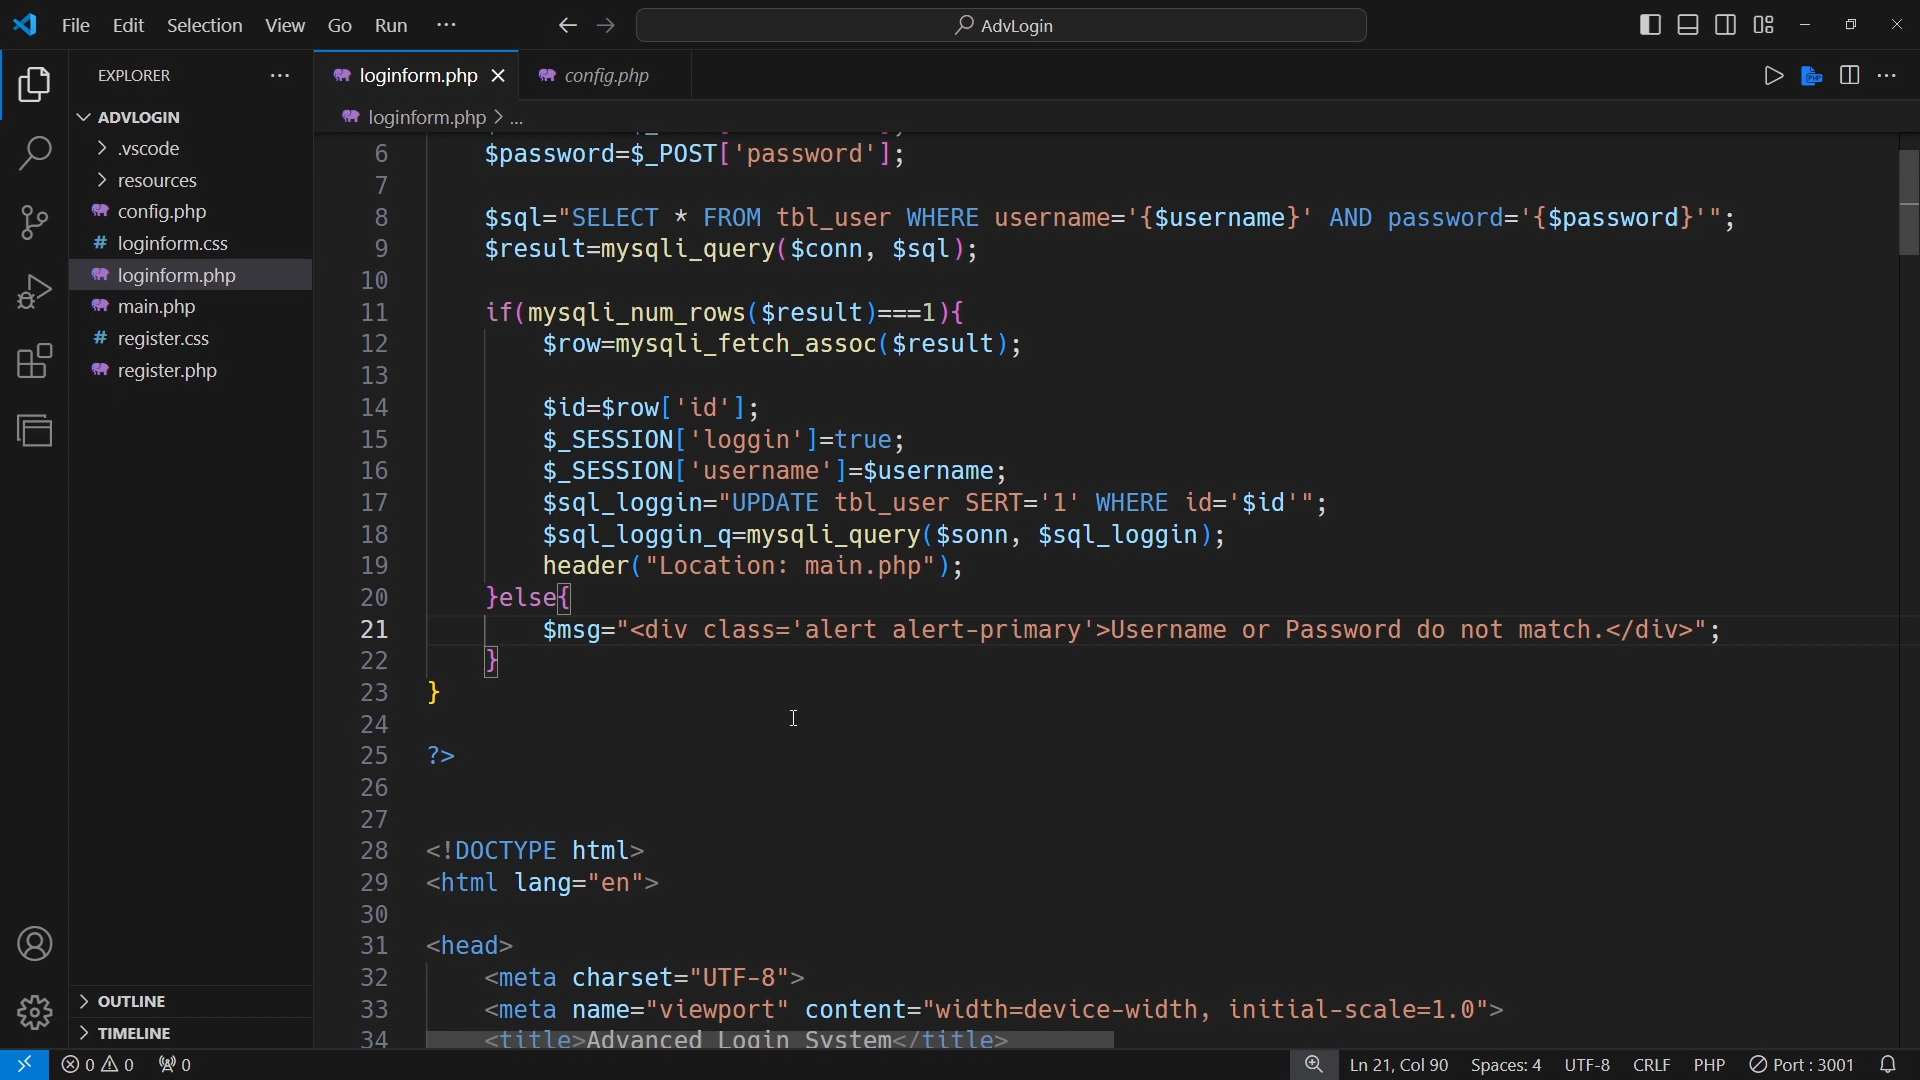 File Edit Selection View Go Run ···
AdvLogin
EXPLORER
ADVLOGIN
.vscode
resources
config.php
# loginform.css
loginform.php
main.php
# register.css
register.php
OUTLINE
TIMELINE
loginform.php config.php
loginform.php > ...
6 $password=$_POST['password'];
7
8 $sql="SELECT * FROM tbl_user WHERE username='{$username}' AND password='{$password}'";
9 $result=mysqli_query($conn, $sql);
10
11 if(mysqli_num_rows($result)===1){
12 $row=mysqli_fetch_assoc($result);
13
14 $id=$row['id'];
15 $_SESSION['loggin']=true;
16 $_SESSION['username']=$username;
17 $sql_loggin="UPDATE tbl_user SERT='1' WHERE id='$id'";
18 $sql_loggin_q=mysqli_query($sonn, $sql_loggin);
19 header("Location: main.php");
20 }else{
21 $msg="<div class='alert alert-primary'>Username or Password do not match.</div>";
22 }
23 }
24
25 ?>
26
27
28 <!DOCTYPE html>
29 <html lang="en">
30
31 <head>
32 <meta charset="UTF-8">
33 <meta name="viewport" content="width=device-width, initial-scale=1.0">
34 <title>Advanced Login System</title>
0 0 0 Ln 21, Col 90 Spaces: 4 UTF-8 CRLF PHP Port : 3001